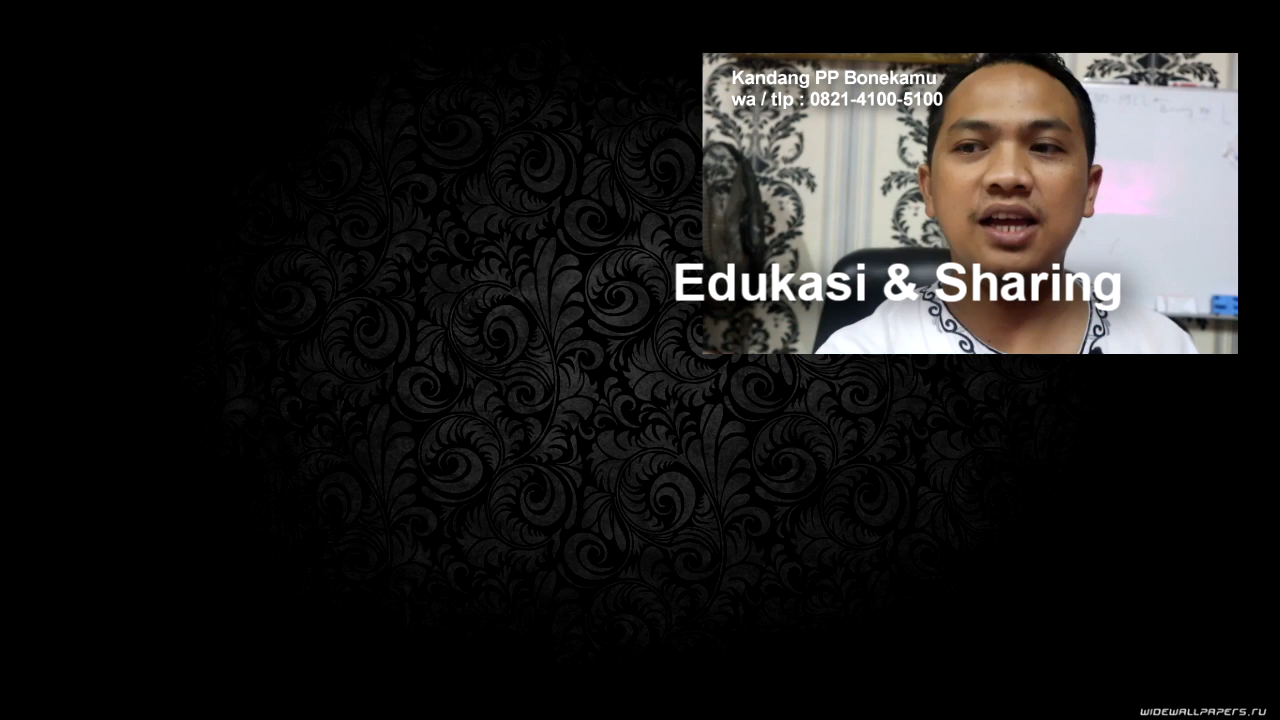 Kandang PP Bonekamu
wa / tlp : 0821-4100-5100
Edukasi & Sharing
WIDEWALLPAPERS.RU